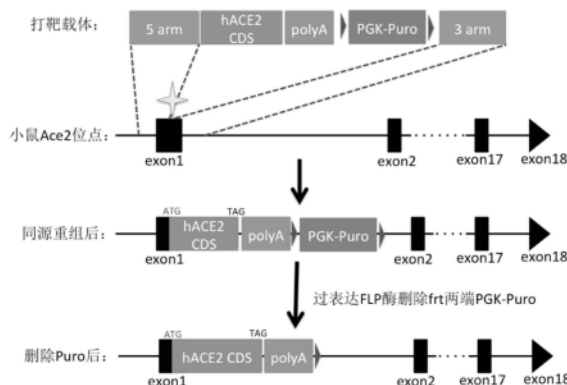 打靶载体：
5 arm
hACE2
CDS
polyA
PGK-Puro
3 arm
小鼠Ace2位点：
exon1
exon2
exon17
exon18
同源重组后：
ATG
hACE2
CDS
TAG
polyA
PGK-Puro
exon1
exon2
exon17
exon18
过表达FLP酶删除frt两端PGK-Puro
删除Puro后：
ATG
hACE2 CDS
TAG
polyA
exon1
exon2
exon17
exon18